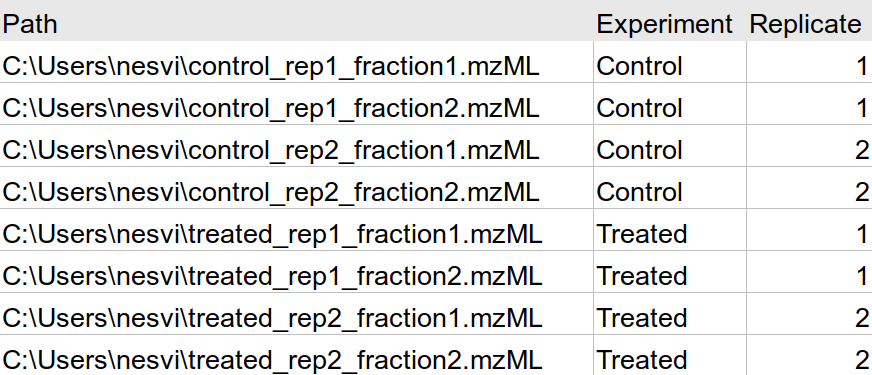 Path Experiment Replicate
C:\Users\nesvi\control_rep1_fraction1.mzML Control 1
C:\Users\nesvi\control_rep1_fraction2.mzML Control 1
C:\Users\nesvi\control_rep2_fraction1.mzML Control 2
C:\Users\nesvi\control_rep2_fraction2.mzML Control 2
C:\Users\nesvi\treated_rep1_fraction1.mzML Treated 1
C:\Users\nesvi\treated_rep1_fraction2.mzML Treated 1
C:\Users\nesvi\treated_rep2_fraction1.mzML Treated 2
C:\Users\nesvi\treated_rep2_fraction2.mzML Treated 2